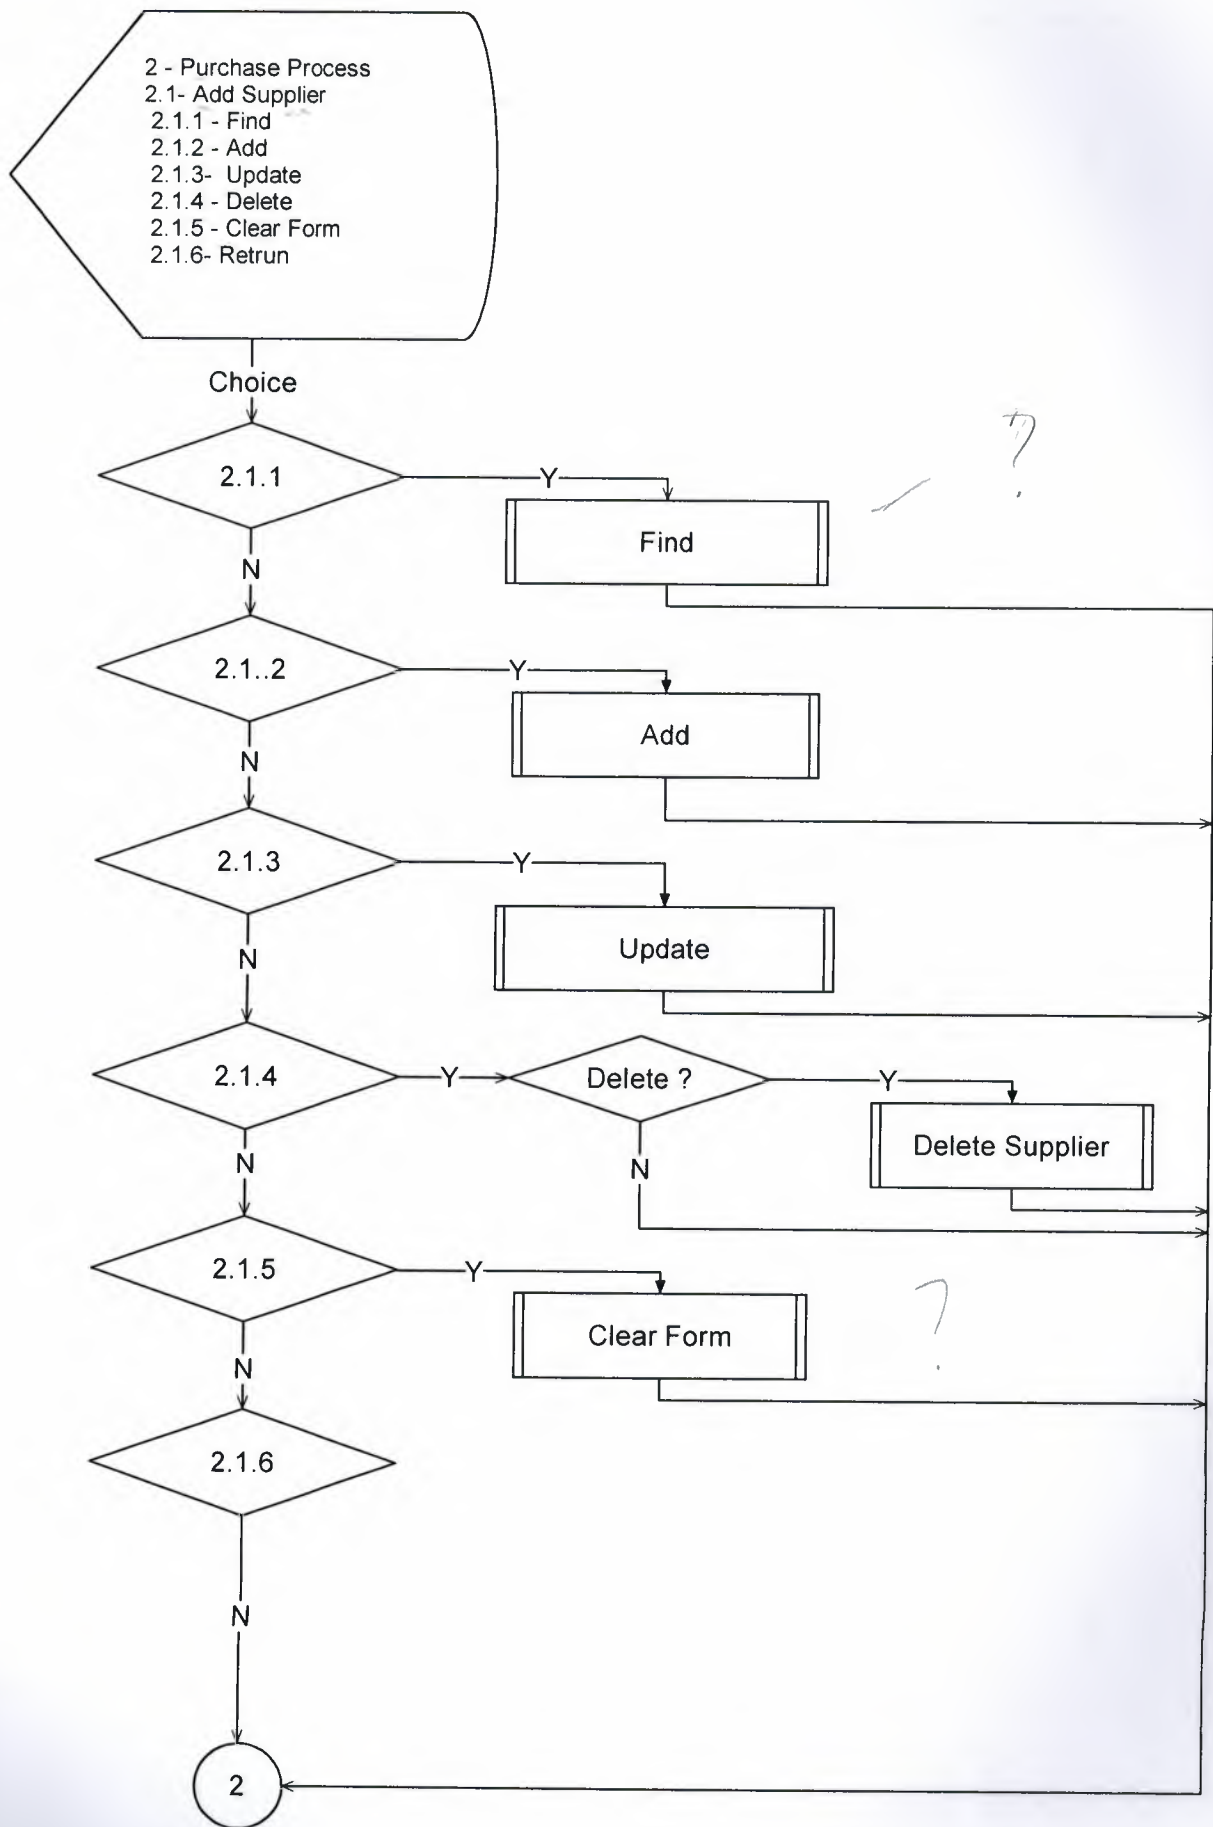 2 - Purchase Process
2.1- Add Supplier
2.1.1 - Find
2.1.2 - Add
2.1.3- Update
2.1.4 - Delete
2.1.5 - Clear Form
2.1.6- Retrun
Choice
2.1.1
Y
?
Find
N
2.1..2
Y
Add
N
2.1.3
Y
Update
N
2.1.4
Y
Delete ?
Y
Delete Supplier
N
N
2.1.5
Y
Clear Form
?
N
2.1.6
N
2